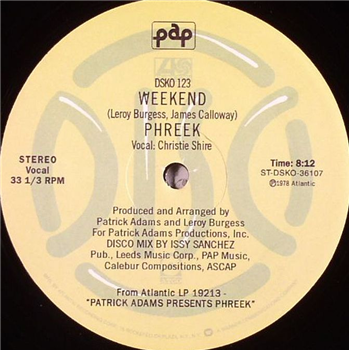 pap
DSKO 123
WEEKEND
(Leroy Burgess, James Calloway)
PHREEK
Vocal: Christie Shire
STEREO
Vocal
33 1/3 RPM
Time: 8:12
ST-DSKO-36107
Ⓟ1978 Atlantic
Produced and Arranged by
Patrick Adams and Leroy Burgess
For Patrick Adams Productions, Inc.
DISCO MIX BY ISSY SANCHEZ
Pub., Leeds Music Corp., PAP Music,
Calebur Compositions, ASCAP
From Atlantic LP 19213 -
"PATRICK ADAMS PRESENTS PHREEK"